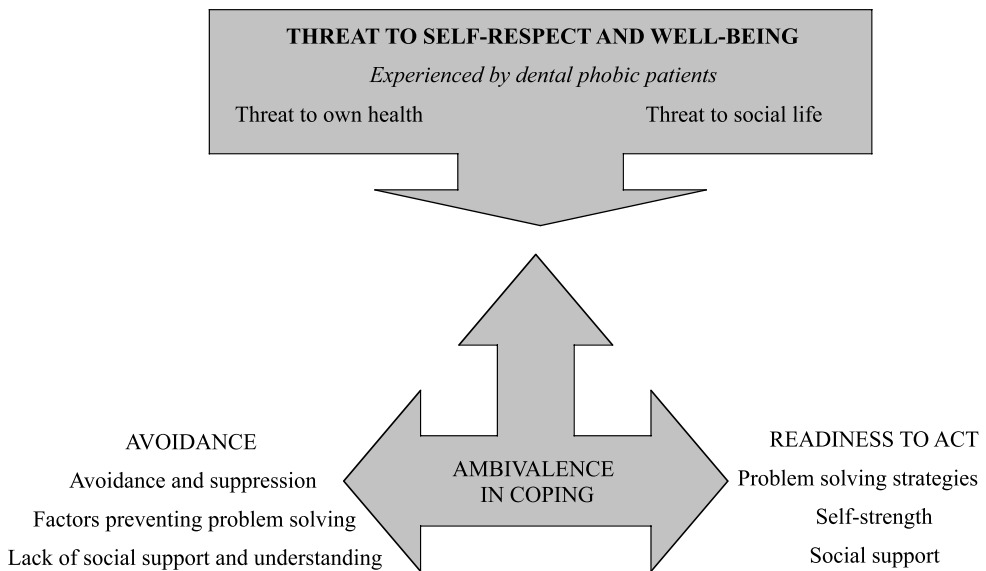 THREAT TO SELF-RESPECT AND WELL-BEING
Experienced by dental phobic patients
Threat to own health
Threat to social life
AVOIDANCE
Avoidance and suppression
Factors preventing problem solving
Lack of social support and understanding
AMBIVALENCE
IN COPING
READINESS TO ACT
Problem solving strategies
Self-strength
Social support